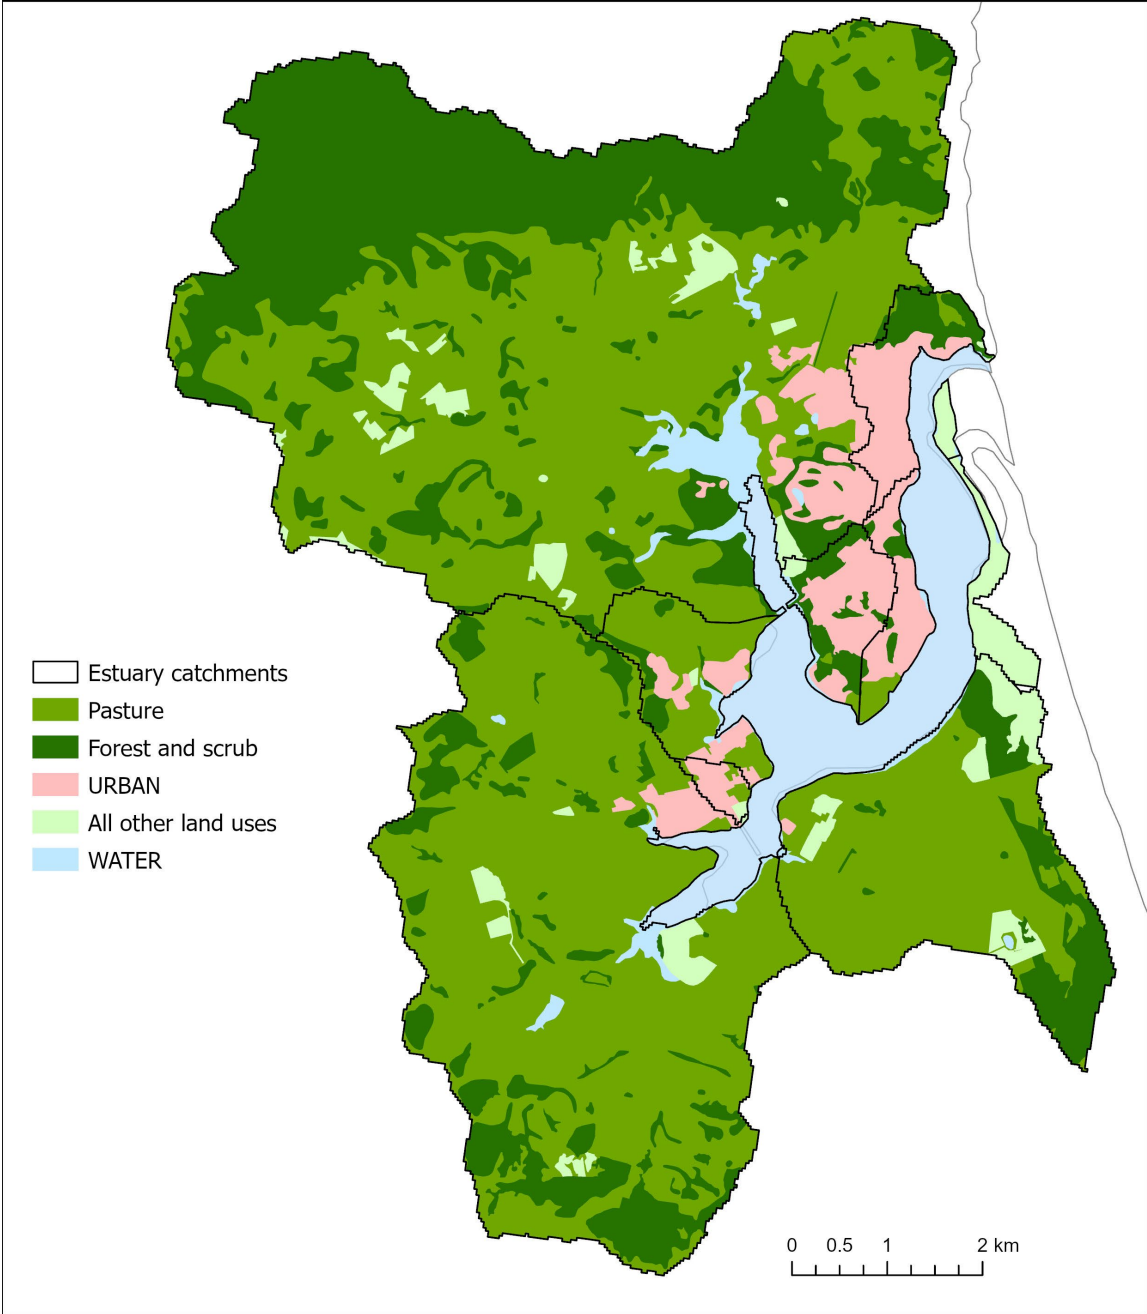 Estuary catchments
Pasture
Forest and scrub
URBAN
All other land uses
WATER
0 0.5 1 2 km